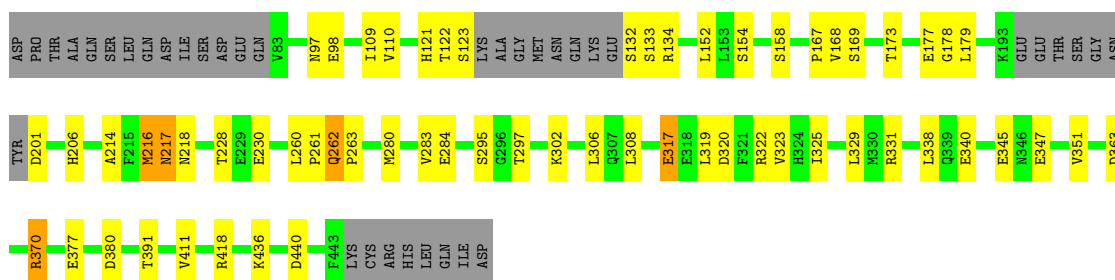 ASP PRO THR ALA GLN SER LEU GLN ASP ILE SER ASP GLU GLN V83 N97 E98 I109 V110 H121 T122 S123 LYS ALA GLY MET ASN GLN LYS GLU S132 S133 R134 L152 L153 S154 S158 P167 V168 S169 T173 E177 G178 L179 K193 GLU GLU THR SER GLY ASN
TYR D201 H206 A214 F215 M216 N217 N218 T228 E229 E230 L260 P261 Q262 P263 M280 V283 E284 S295 G296 T297 K302 L306 Q307 L308 E317 E318 L319 D320 F321 R322 V323 H324 I325 L329 M330 R331 L338 Q339 E340 E345 N346 E347 V351 D363
R370 E377 D380 T391 V411 R418 K436 D440 F443 LYS CYS ARG HIS LEU GLN ILE ASP